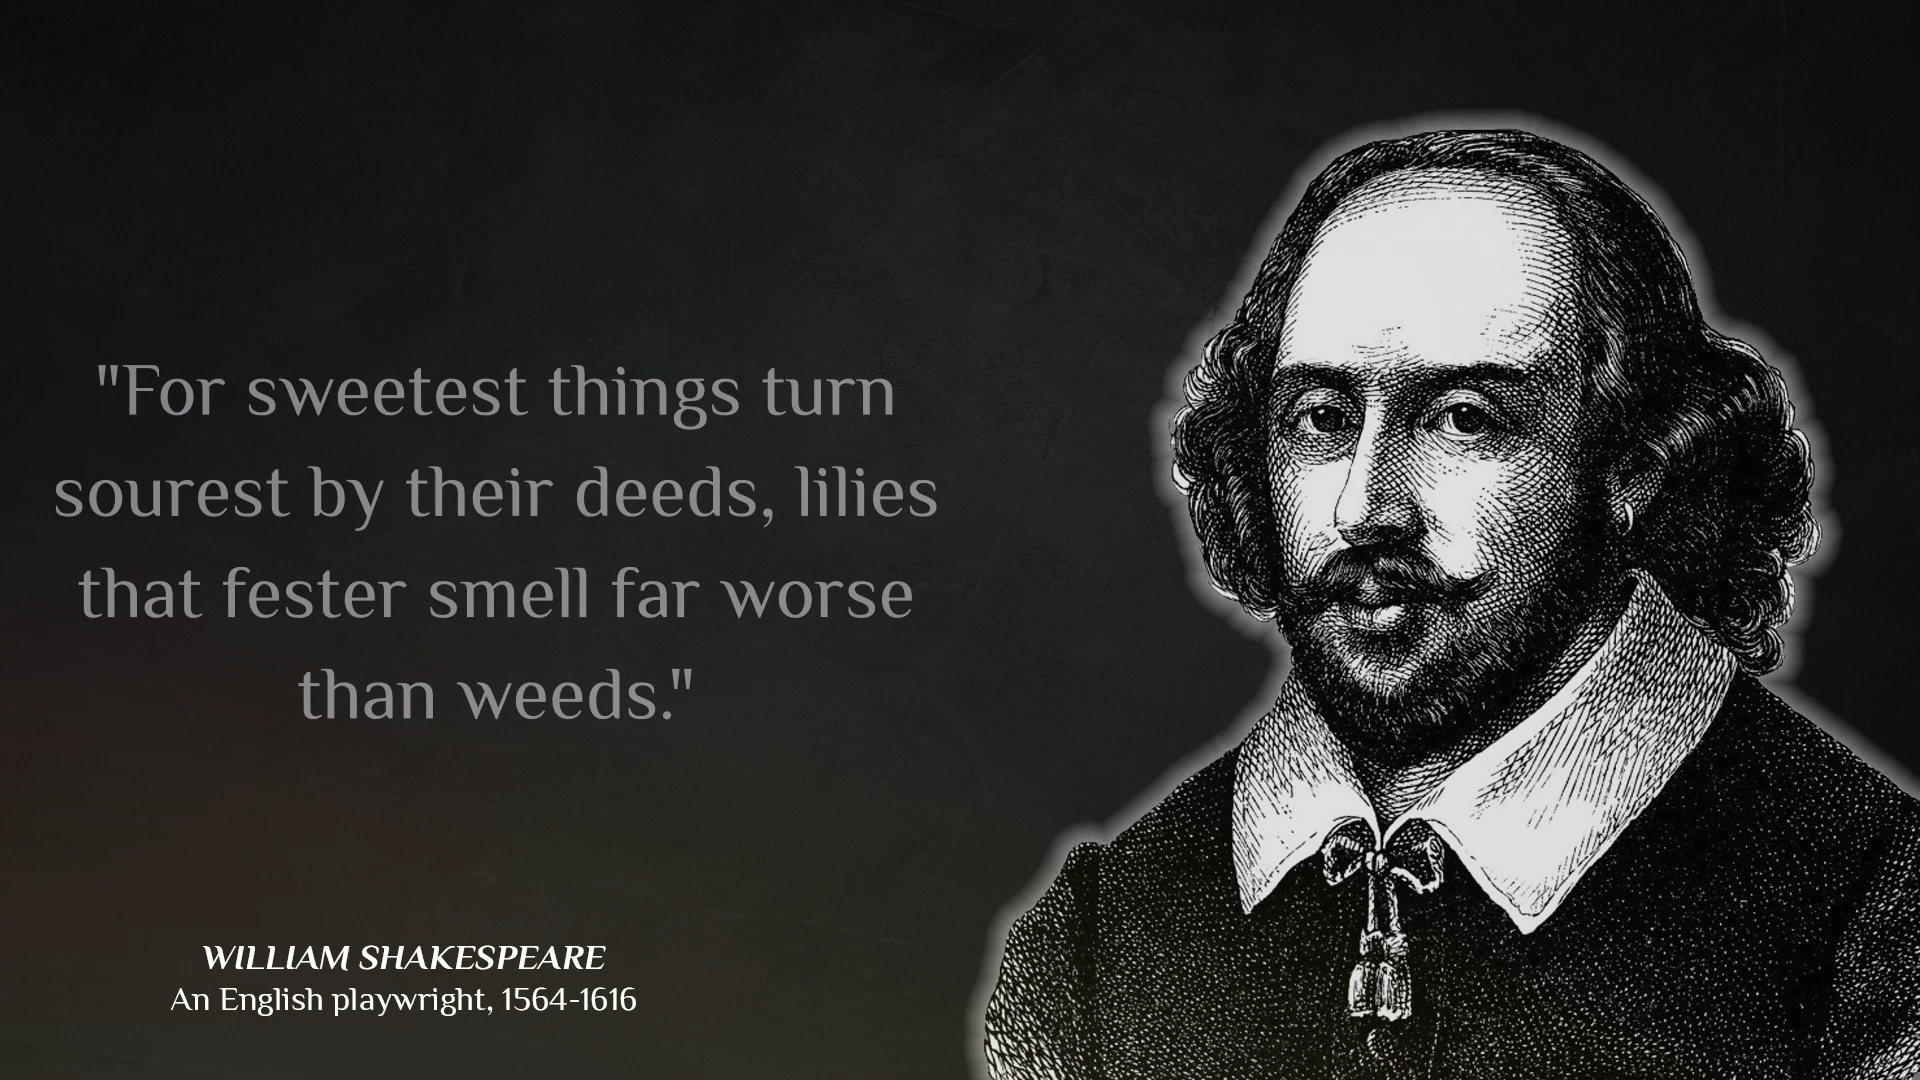 "For sweetest things turn
sourest by their deeds, lilies
that fester smell far worse
than weeds."
WILLIAM SHAKESPEARE
An English playwright, 1564-1616